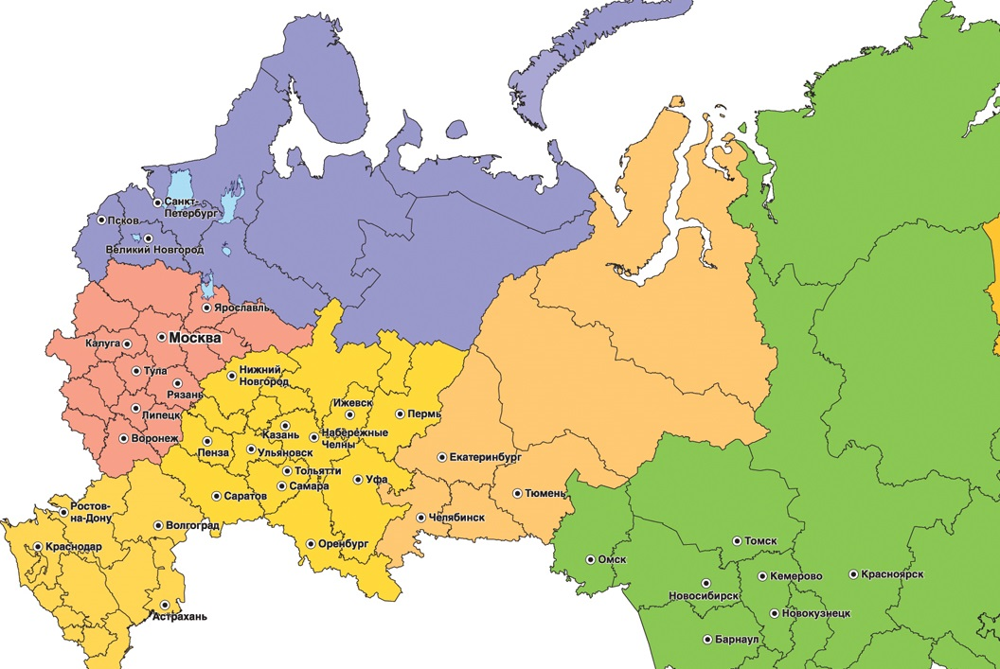 Санкт-
Петербург
Псков
Великий Новгород
Ярославль
Москва
Калуга
Тула
Рязань
Липецк
Воронеж
Нижний
Новгород
Ижевск
Пермь
Казань
Набережные
Челны
Пенза
Ульяновск
Тольятти
Самара
Уфа
Саратов
Оренбург
Екатеринбург
Тюмень
Челябинск
Ростов-
на-Дону
Волгоград
Краснодар
Астрахань
Омск
Томск
Новосибирск
Кемерово
Красноярск
Новокузнецк
Барнаул